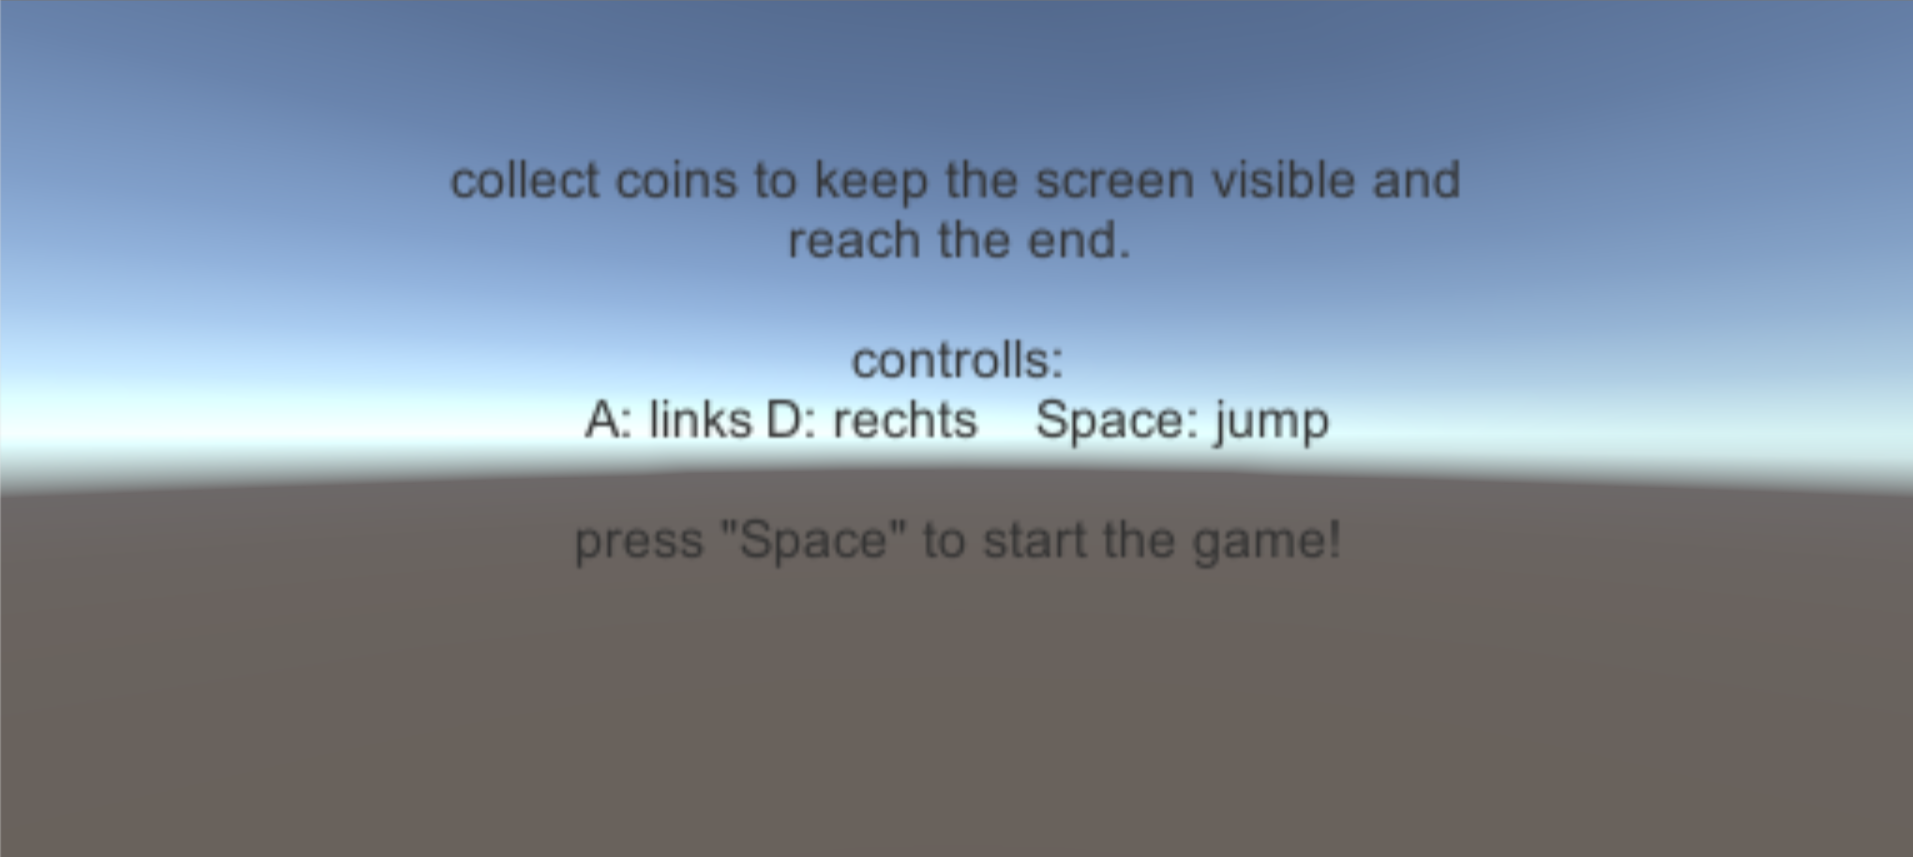 collect coins to keep the screen visible and
reach the end.
controlls:
A: links D: rechts Space: jump
press "Space" to start the game!